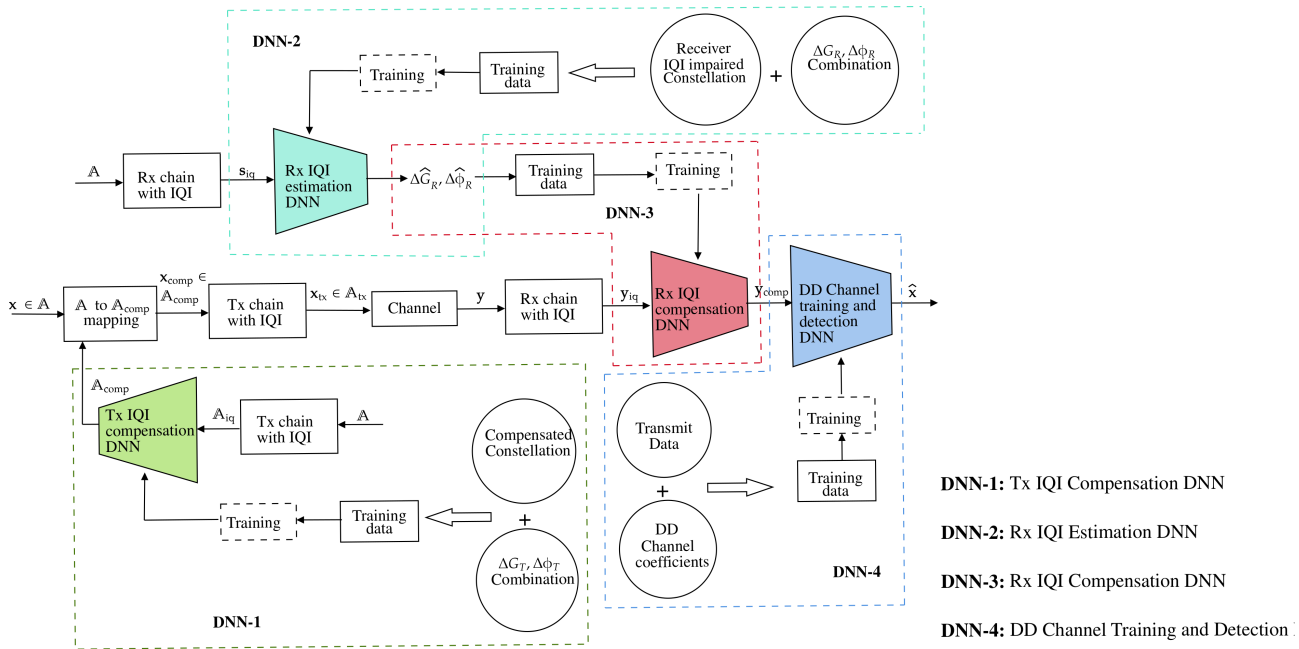 DNN-2
Receiver
IQI impaired
Constellation
+
ΔG_R, Δϕ_R
Combination
Training
data
Training
𝔸
Rx chain
with IQI
s_iq
Rx IQI
estimation
DNN
ΔĜ_R, Δϕ̂_R
Training
data
Training
DNN-3
x ∈ 𝔸
𝔸 to 𝔸_comp
mapping
x_comp ∈
𝔸_comp
Tx chain
with IQI
x_tx ∈ 𝔸_tx
Channel
y
Rx chain
with IQI
y_iq
Rx IQI
compensation
DNN
y_comp
DD Channel
training and
detection
DNN
x̂
𝔸_comp
Tx IQI
compensation
DNN
𝔸_iq
Tx chain
with IQI
𝔸
Compensated
Constellation
+
ΔG_T, Δϕ_T
Combination
Training
data
Training
DNN-1
Transmit
Data
+
DD
Channel
coefficients
Training
data
Training
DNN-4
DNN-1: Tx IQI Compensation DNN
DNN-2: Rx IQI Estimation DNN
DNN-3: Rx IQI Compensation DNN
DNN-4: DD Channel Training and Detection